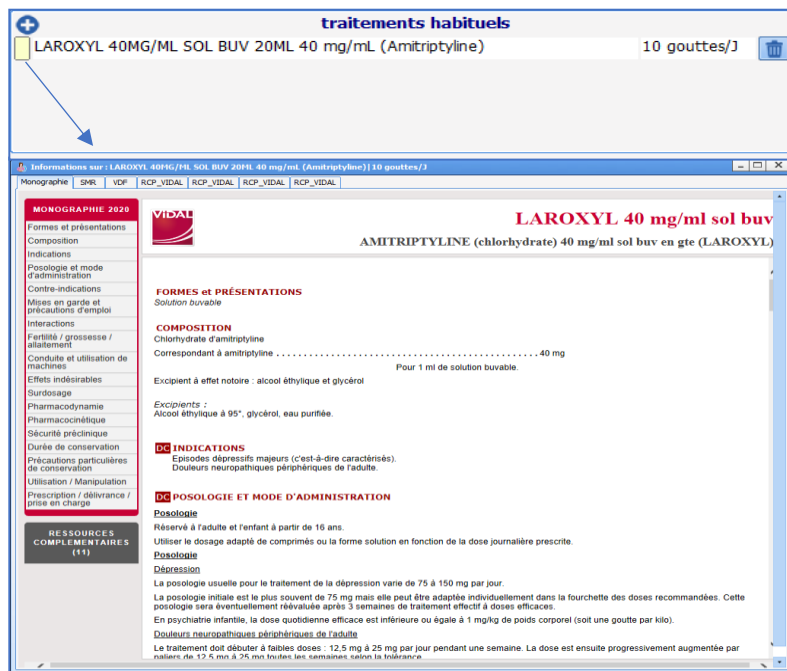 traitements habituels
LAROXYL 40MG/ML SOL BUV 20ML 40 mg/mL (Amitriptyline) 10 gouttes/J
Informations sur : LAROXYL 40MG/ML SOL BUV 20ML 40 mg/mL (Amitriptyline)|10 gouttes/J
Monographie SMR VDF RCP_VIDAL RCP_VIDAL RCP_VIDAL RCP_VIDAL
MONOGRAPHIE 2020
Formes et présentations
Composition
Indications
Posologie et mode
d'administration
Contre-indications
Mises en garde et
précautions d'emploi
Interactions
Fertilité / grossesse /
allaitement
Conduite et utilisation de
machines
Effets indésirables
Surdosage
Pharmacodynamie
Pharmacocinétique
Sécurité préclinique
Durée de conservation
Précautions particulières
de conservation
Utilisation / Manipulation
Prescription / délivrance /
prise en charge
RESSOURCES
COMPLEMENTAIRES
(11)
VIDAL
LAROXYL 40 mg/ml sol buv
AMITRIPTYLINE (chlorhydrate) 40 mg/ml sol buv en gte (LAROXYL)
FORMES et PRÉSENTATIONS
Solution buvable
COMPOSITION
Chlorhydrate d'amitriptyline
Correspondant à amitriptyline . . . . . . . . . . . . . . . . . . . . . . . . . . . . . . . . . . . . . . . . . . . . . . . . 40 mg
Pour 1 ml de solution buvable.
Excipient à effet notoire : alcool éthylique et glycérol
Excipients :
Alcool éthylique à 95°, glycérol, eau purifiée.
DC INDICATIONS
Episodes dépressifs majeurs (c'est-à-dire caractérisés).
Douleurs neuropathiques périphériques de l'adulte.
DC POSOLOGIE ET MODE D'ADMINISTRATION
Posologie
Réservé à l'adulte et l'enfant à partir de 16 ans.
Utiliser le dosage adapté de comprimés ou la forme solution en fonction de la dose journalière prescrite.
Posologie
Dépression
La posologie usuelle pour le traitement de la dépression varie de 75 à 150 mg par jour.
La posologie initiale est le plus souvent de 75 mg mais elle peut être adaptée individuellement dans la fourchette des doses recommandées. Cette
posologie sera éventuellement réévaluée après 3 semaines de traitement effectif à doses efficaces.
En psychiatrie infantile, la dose quotidienne efficace est inférieure ou égale à 1 mg/kg de poids corporel (soit une goutte par kilo).
Douleurs neuropathiques périphériques de l'adulte
Le traitement doit débuter à faibles doses : 12,5 mg à 25 mg par jour pendant une semaine. La dose est ensuite progressivement augmentée par
paliers de 12,5 mg à 25 mg toutes les semaines selon la tolérance.